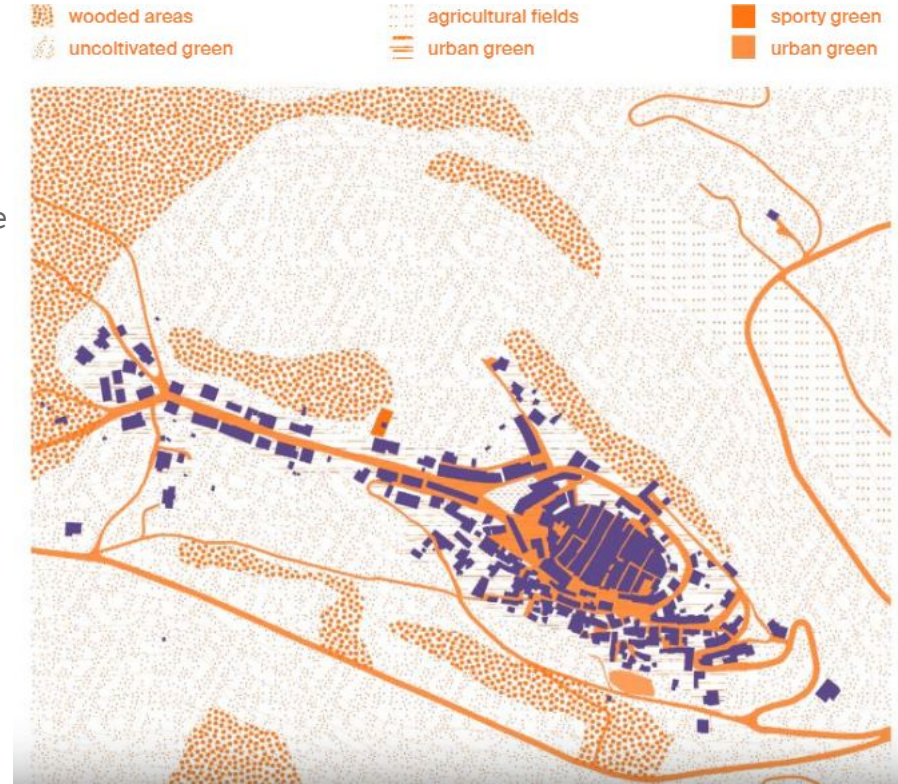 wooded areas
agricultural fields
sporty green
uncoltivated green
urban green
urban green
e